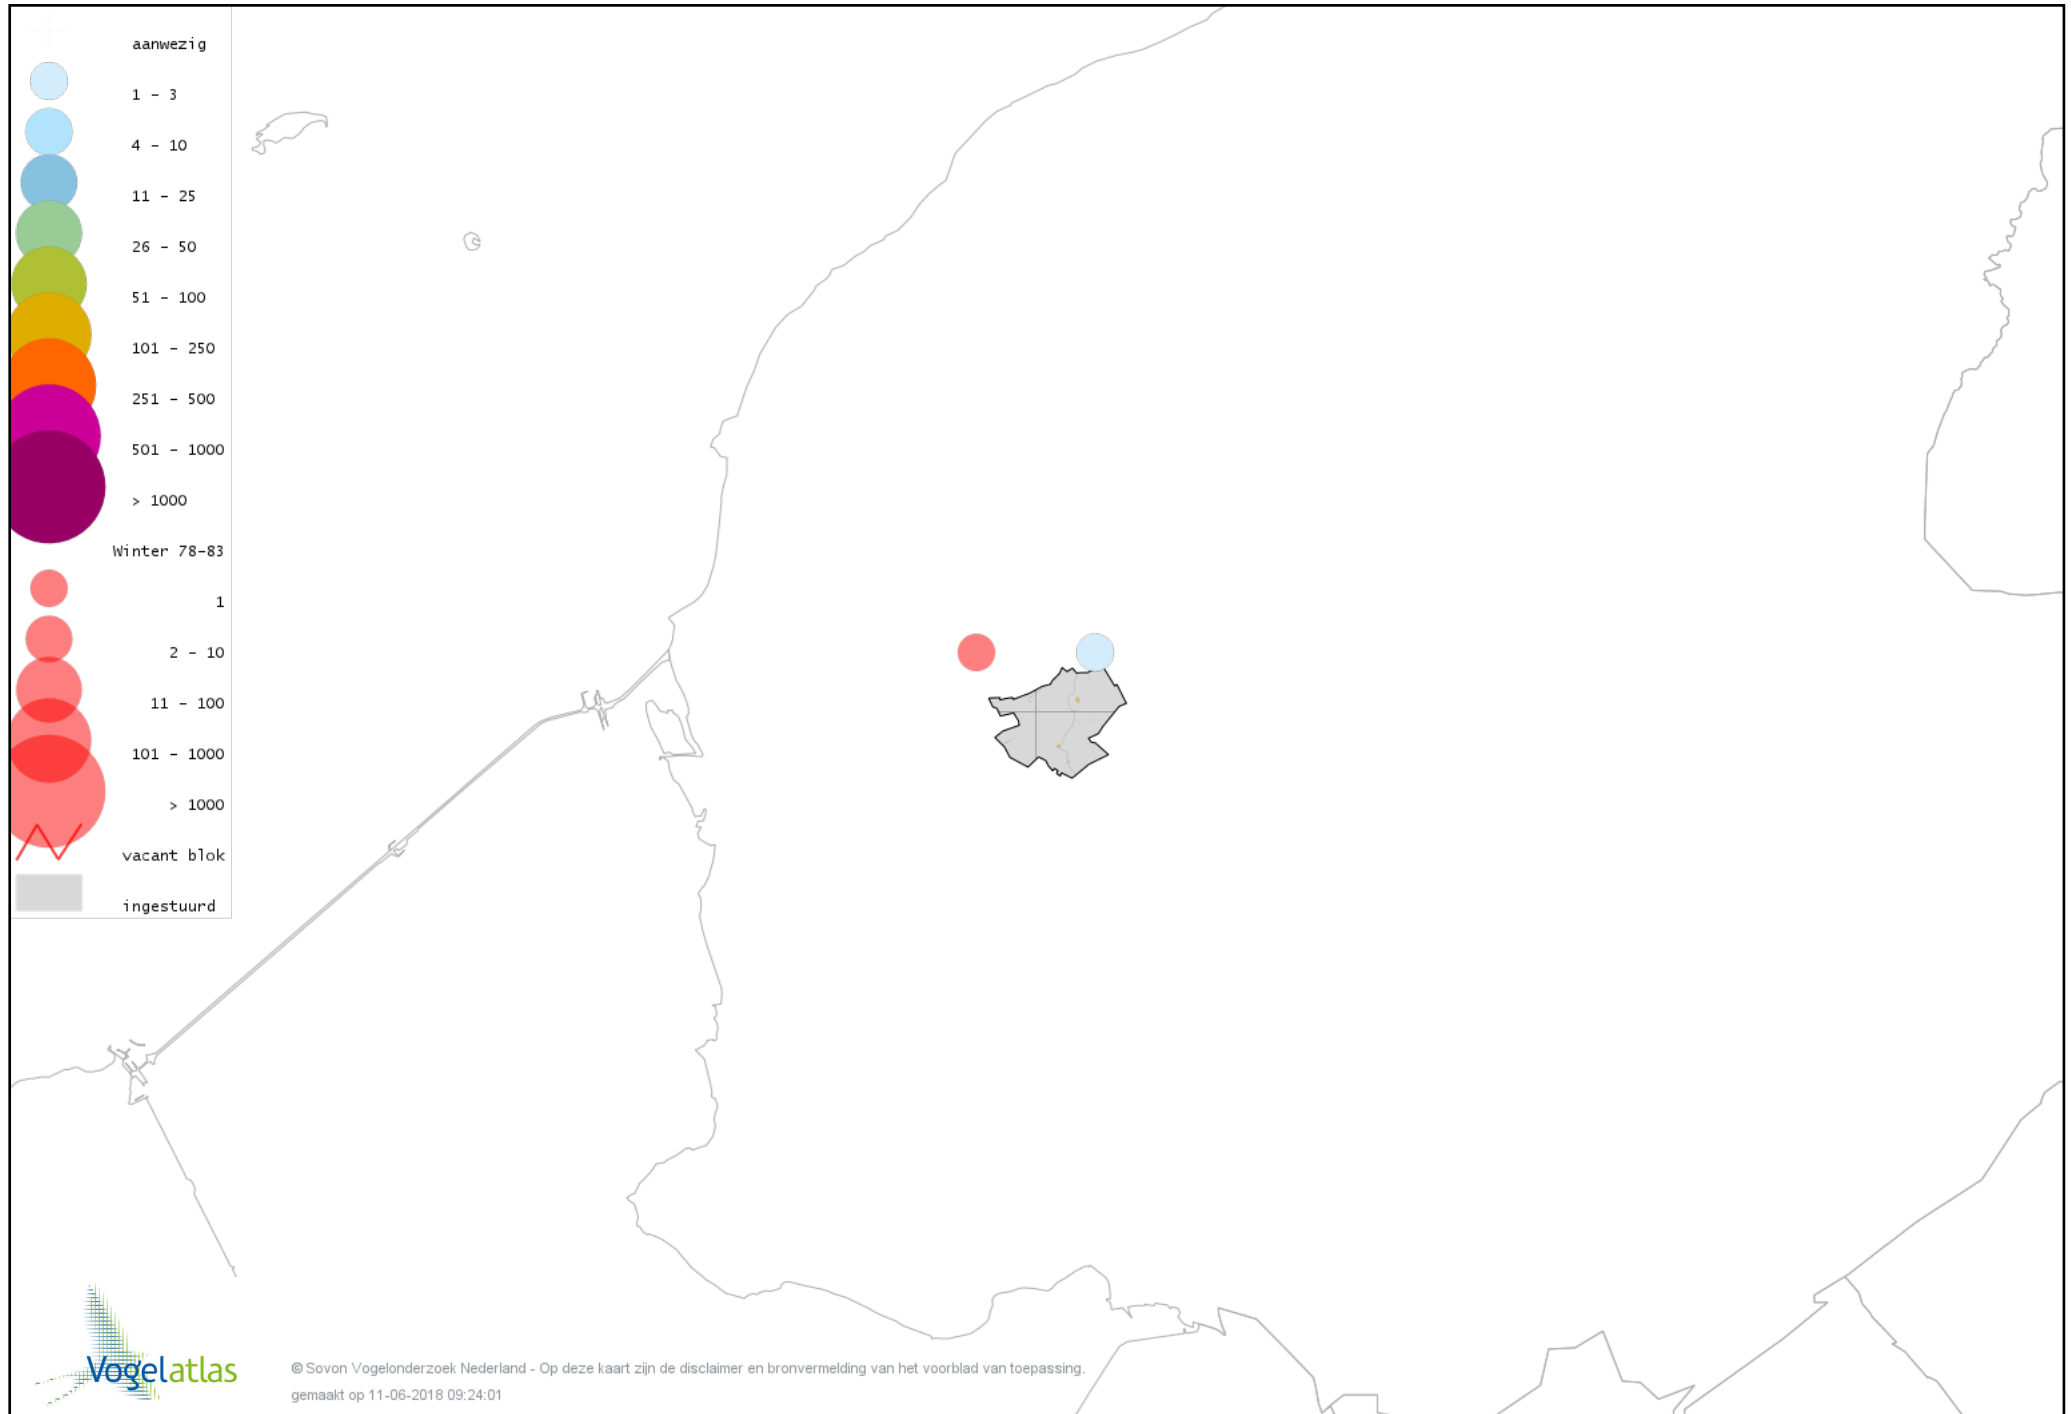 aanwezig
1 - 3
4 - 10
11 - 25
26 - 50
51 - 100
101 - 250
251 - 500
501 - 1000
> 1000
Winter 78-83
1
2 - 10
11 - 100
101 - 1000
> 1000
vacant blok
ingestuurd
Vogelatlas
© Sovon Vogelonderzoek Nederland - Op deze kaart zijn de disclaimer en bronvermelding van het voorblad van toepassing.
gemaakt op 11-06-2018 09:24:01